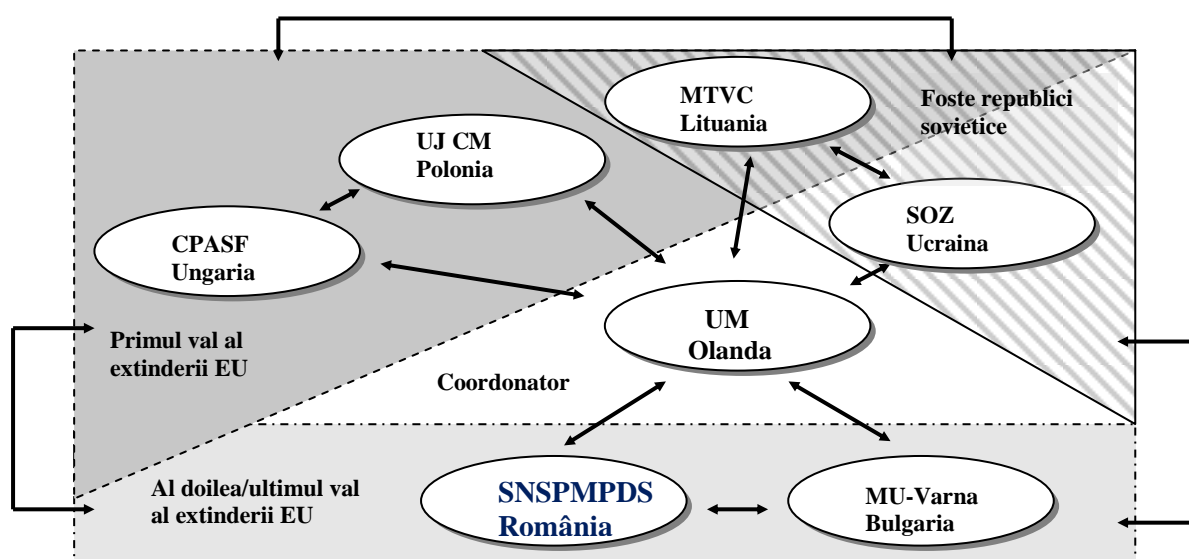 MTVC
Lituania
Foste republici
sovietice
UJ CM
Polonia
SOZ
Ucraina
CPASF
Ungaria
UM
Olanda
Primul val al
extinderii EU
Coordonator
Al doilea/ultimul val
al extinderii EU
SNSPMPDS
România
MU-Varna
Bulgaria